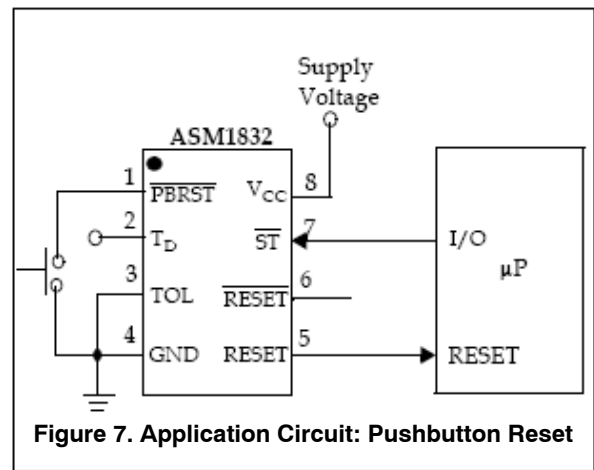 Supply
Voltage
ASM1832
1 PBRST
VCC 8
2 TD
ST 7
I/O
µP
3 TOL
RESET 6
4 GND
RESET 5
RESET
Figure 7. Application Circuit: Pushbutton Reset